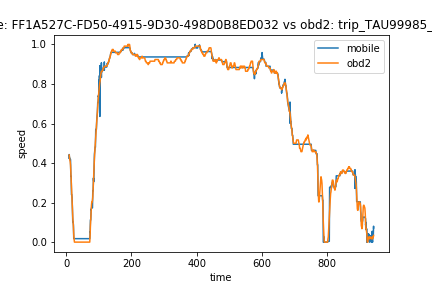 e: FF1A527C-FD50-4915-9D30-498D0B8ED032 vs obd2: trip_TAU99985_
mobile
obd2
speed
1.0
0.8
0.6
0.4
0.2
0.0
0 200 400 600 800
time